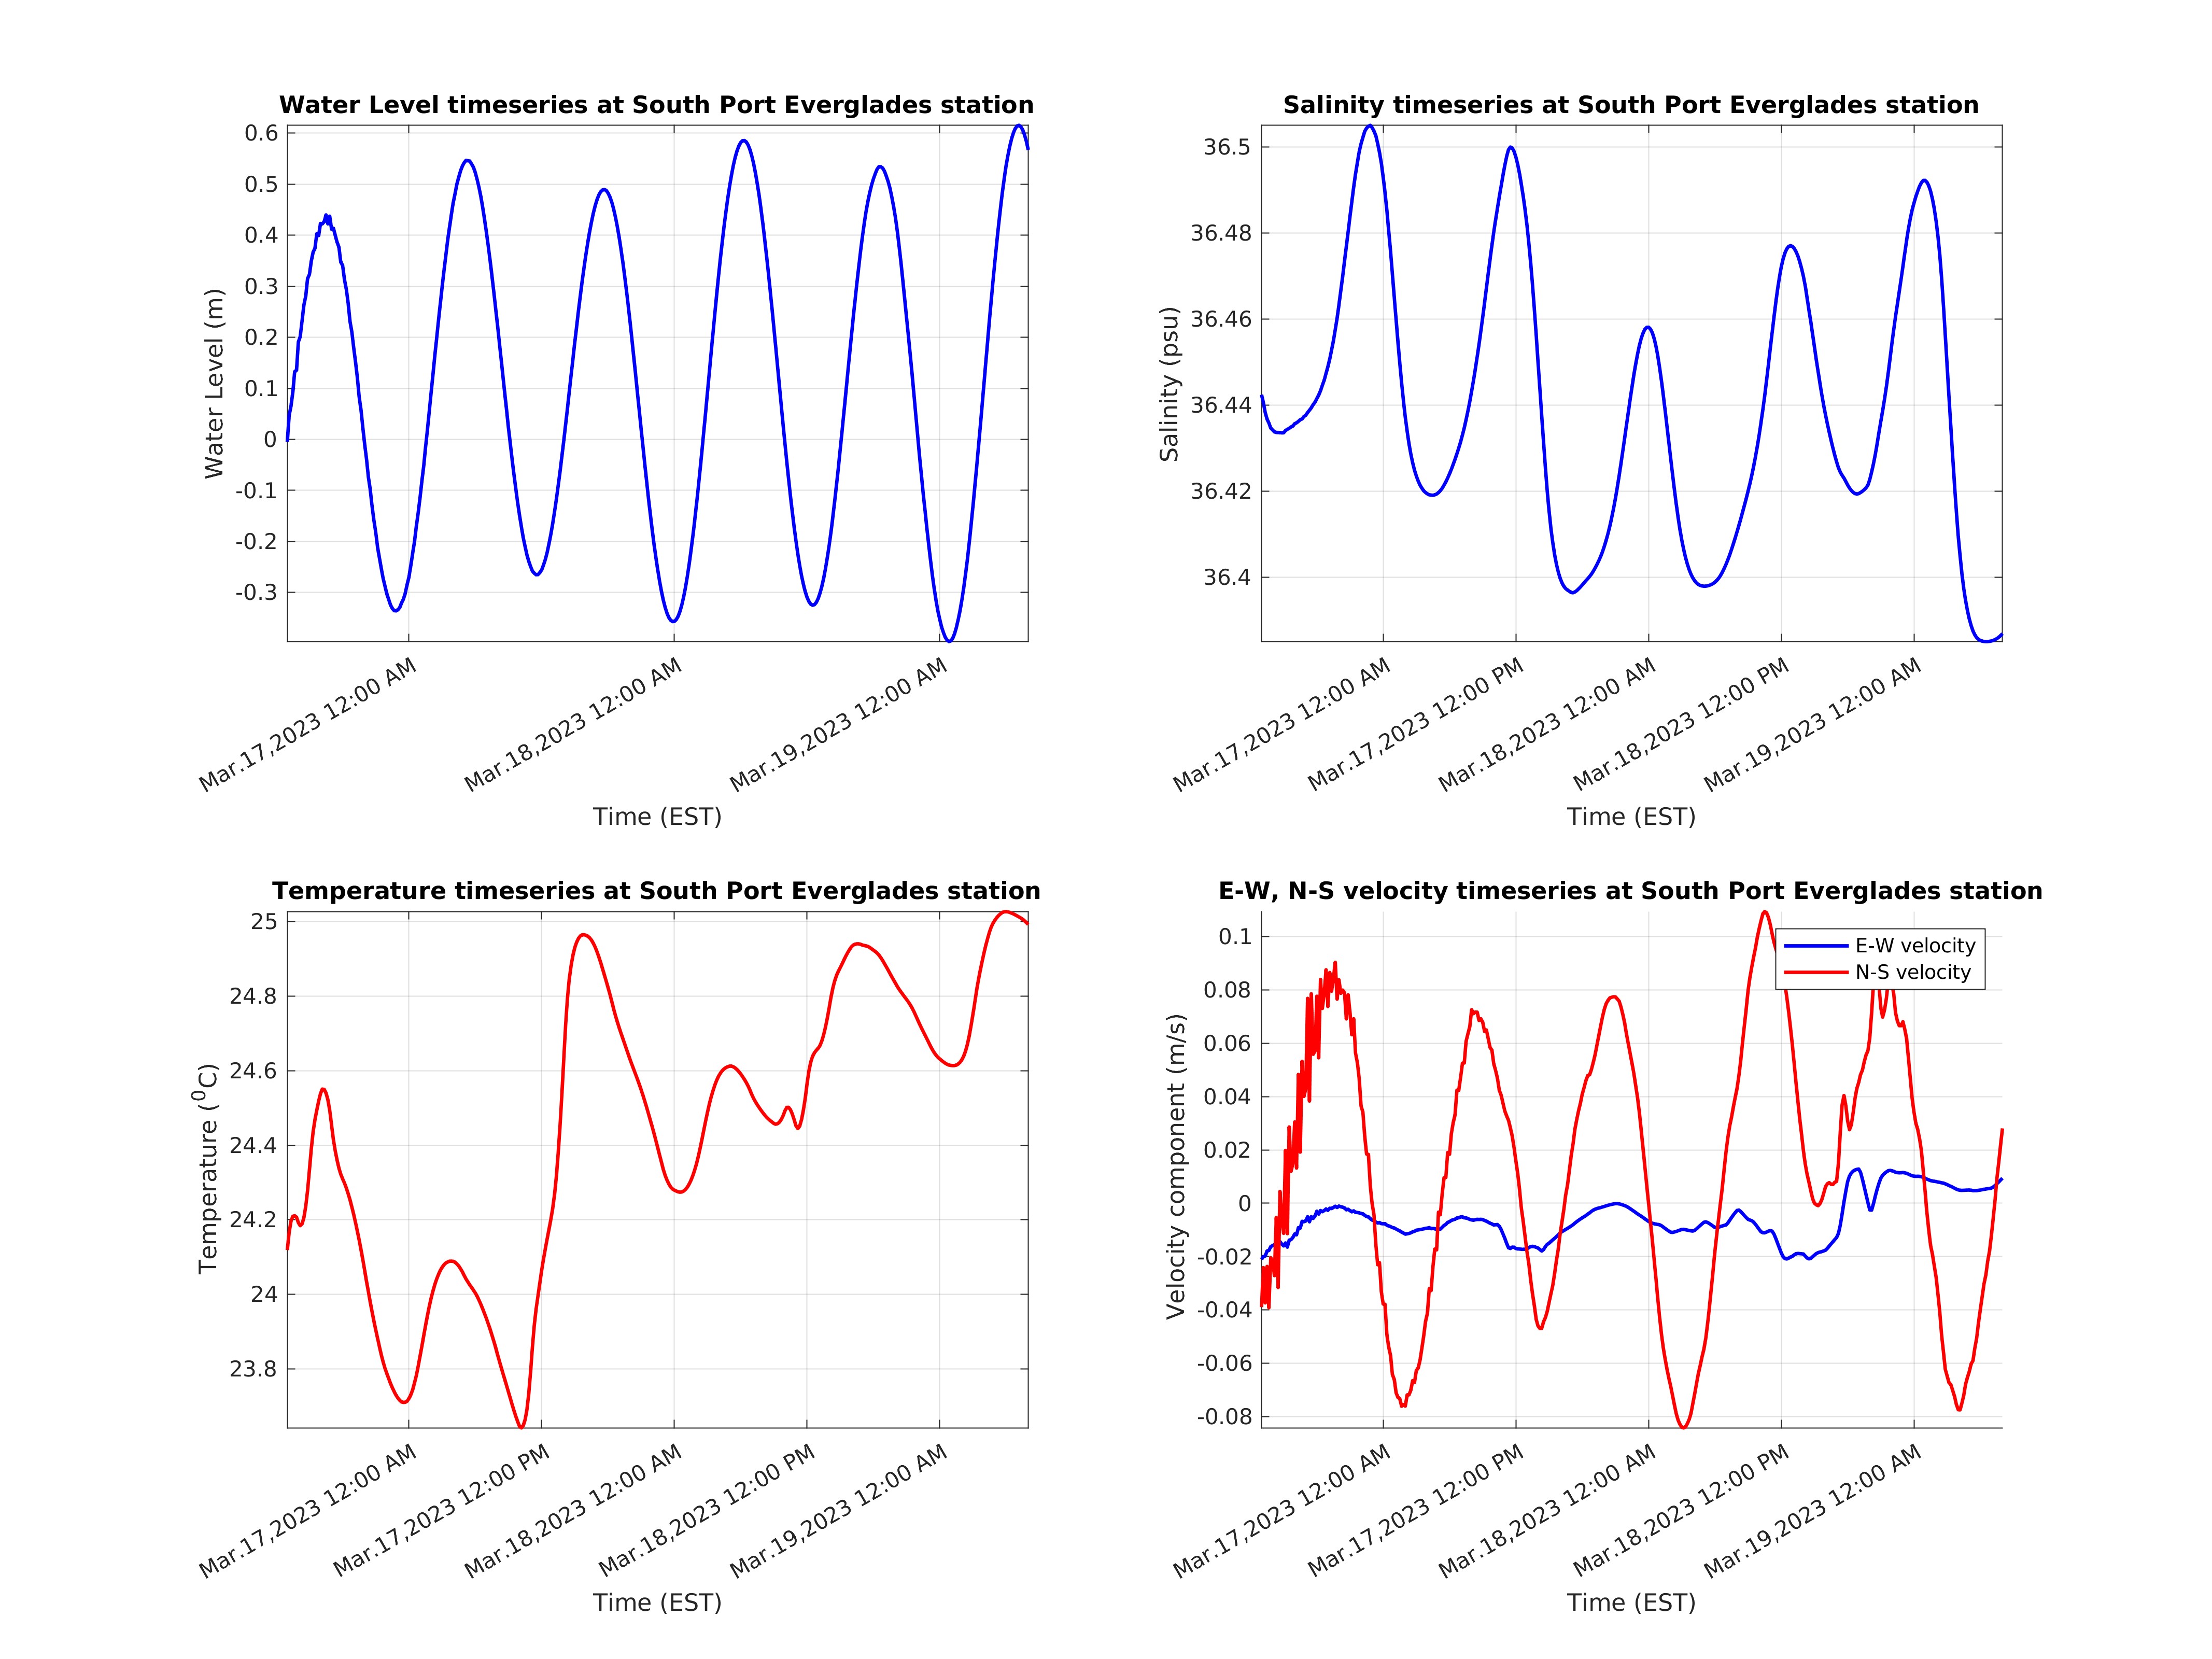 Water Level timeseries at South Port Everglades station
0.6
0.5
0.4
0.3
0.2
0.1
0
-0.1
-0.2
-0.3
Water Level (m)
Mar.17,2023 12:00 AM
Mar.18,2023 12:00 AM
Mar.19,2023 12:00 AM
Time (EST)
Salinity timeseries at South Port Everglades station
36.5
36.48
36.46
36.44
36.42
36.4
Salinity (psu)
Mar.17,2023 12:00 AM
Mar.17,2023 12:00 PM
Mar.18,2023 12:00 AM
Mar.18,2023 12:00 PM
Mar.19,2023 12:00 AM
Time (EST)
Temperature timeseries at South Port Everglades station
25
24.8
24.6
24.4
24.2
24
23.8
Temperature (⁰C)
Mar.17,2023 12:00 AM
Mar.17,2023 12:00 PM
Mar.18,2023 12:00 AM
Mar.18,2023 12:00 PM
Mar.19,2023 12:00 AM
Time (EST)
E-W, N-S velocity timeseries at South Port Everglades station
0.1
0.08
0.06
0.04
0.02
0
-0.02
-0.04
-0.06
-0.08
Velocity component (m/s)
E-W velocity
N-S velocity
Mar.17,2023 12:00 AM
Mar.17,2023 12:00 PM
Mar.18,2023 12:00 AM
Mar.18,2023 12:00 PM
Mar.19,2023 12:00 AM
Time (EST)